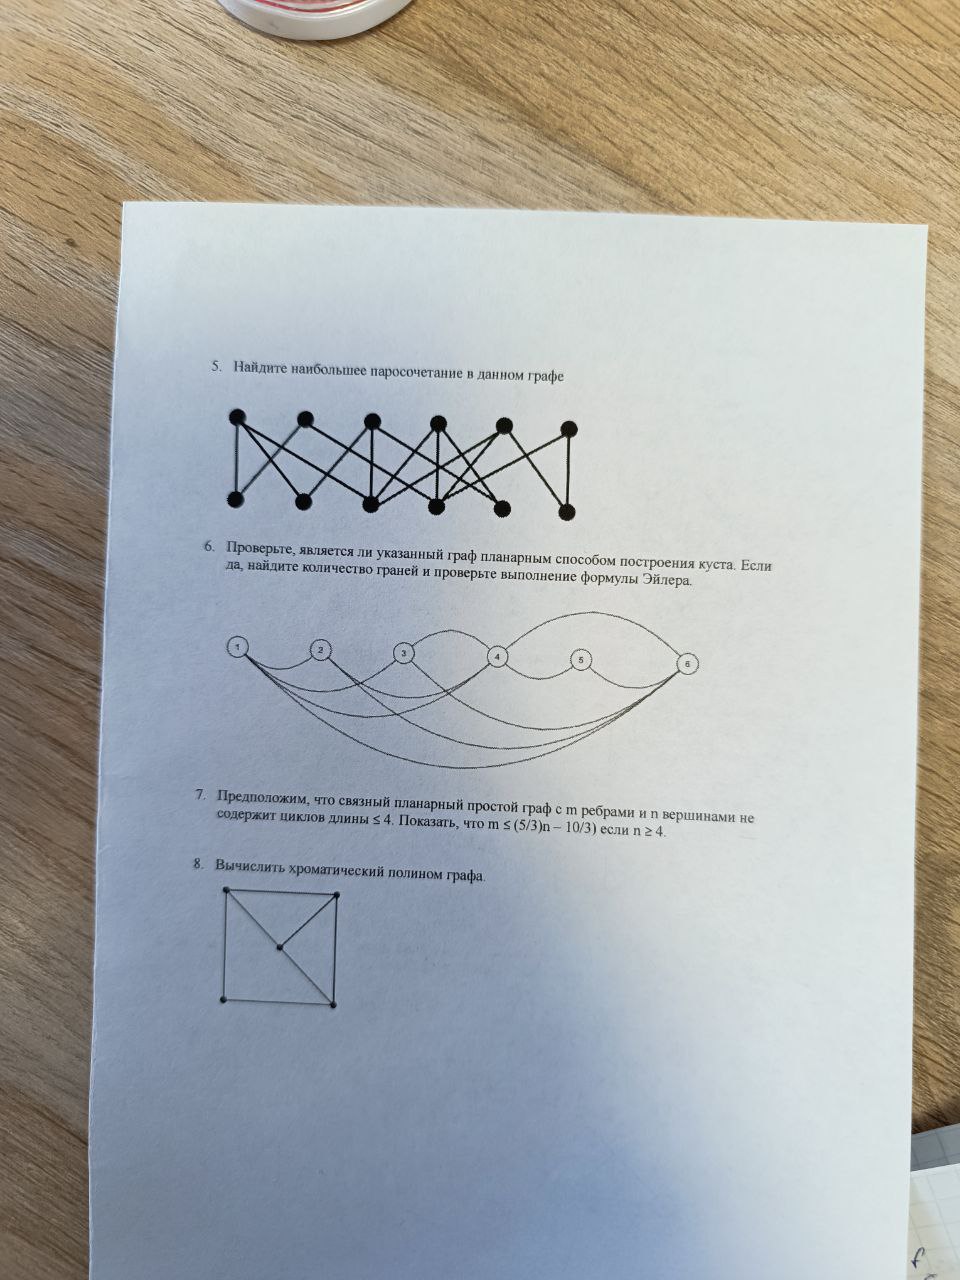 5. Найдите наибольшее паросочетание в данном графе
6. Проверьте, является ли указанный граф планарным способом построения куста. Если
да, найдите количество граней и проверьте выполнение формулы Эйлера.
1 2 3 4 5 6
7. Предположим, что связный планарный простой граф с m ребрами и n вершинами не
содержит циклов длины ≤ 4. Показать, что m ≤ (5/3)n – 10/3) если n ≥ 4.
8. Вычислить хроматический полином графа.